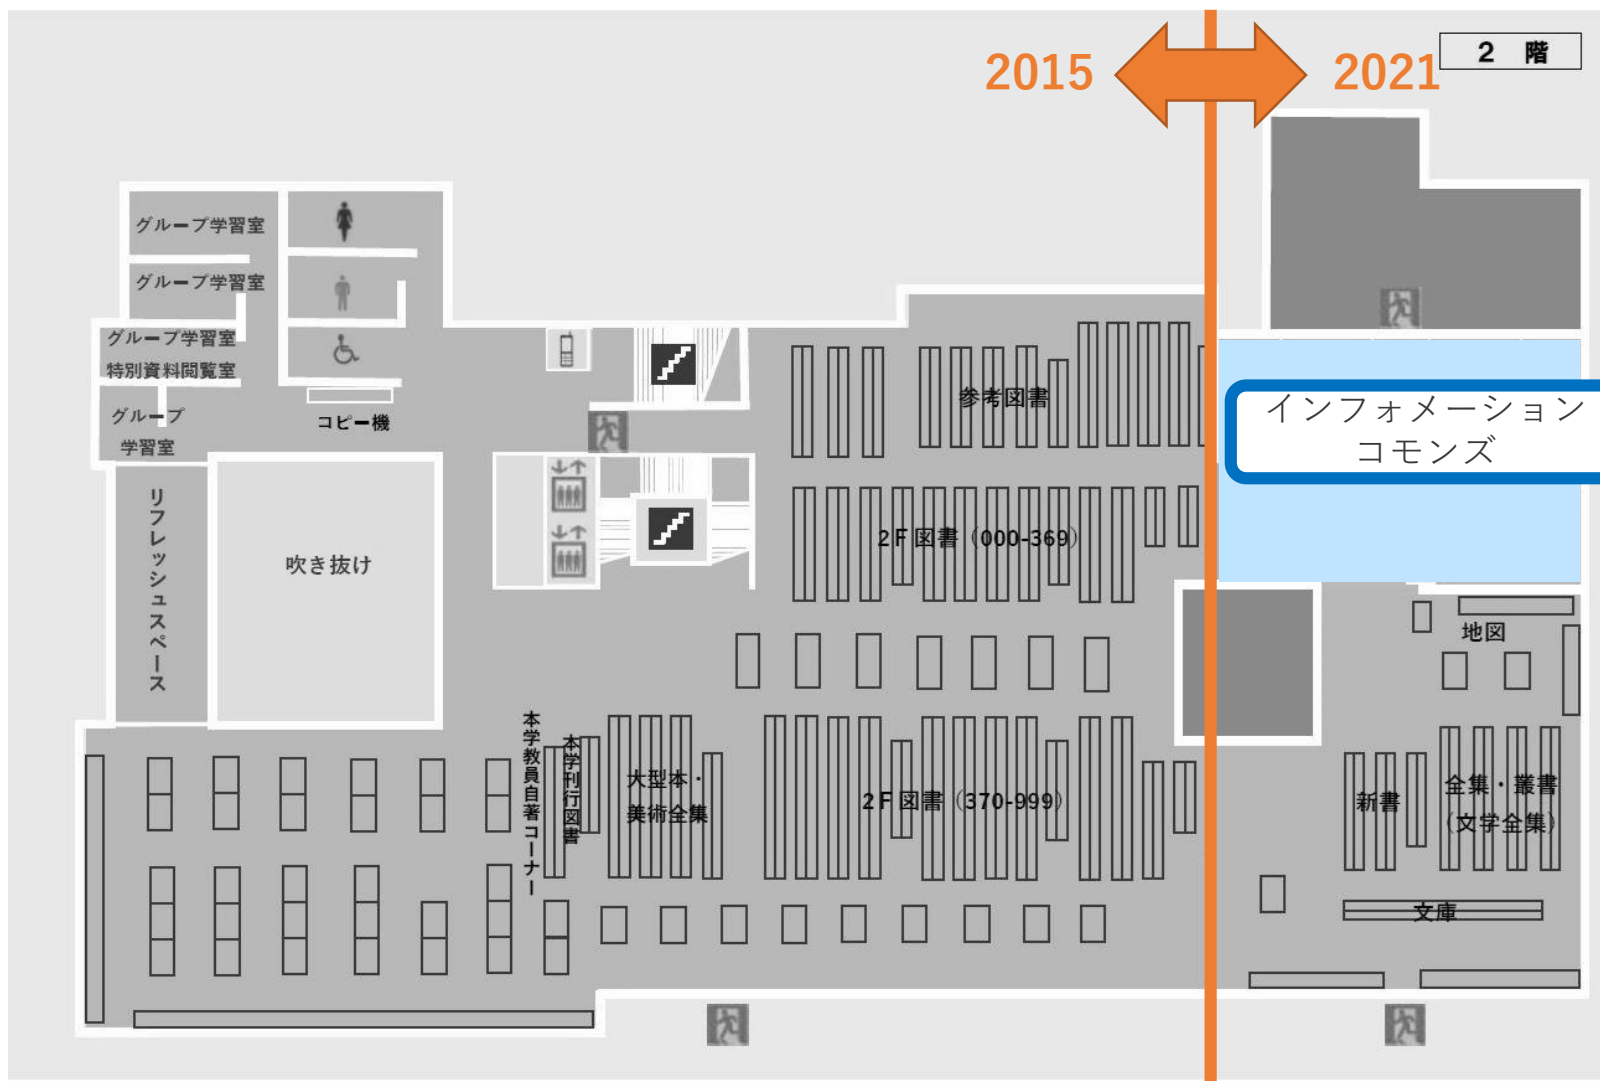 2015
2021
2 階
グループ学習室
グループ学習室
グループ学習室
特別資料閲覧室
グループ
学習室
コピー機
リフレッシュスペース
吹き抜け
参考図書
インフォメーション
コモンズ
2F図書（000-369）
地図
本学教員自著コーナー
本学刊行図書
大型本・
美術全集
2F図書（370-999）
新書
全集・叢書
（文学全集）
文庫